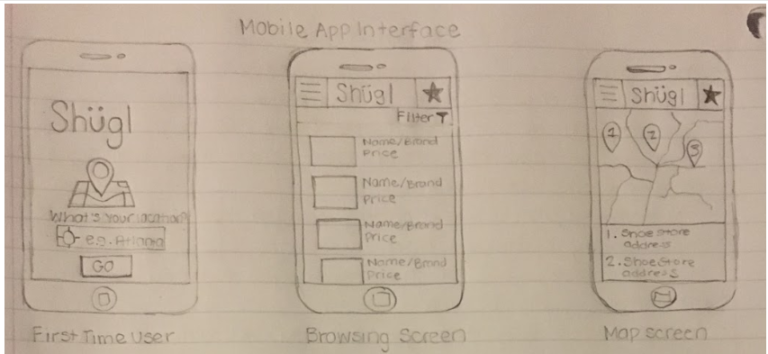 Mobile App Interface
Shügl
What's your location?
e.g. Atlanta
GO
First Time User
Shügl
Filter
Name/Brand
Price
Name/Brand
Price
Name/Brand
Price
Name/Brand
Price
Browsing Screen
Shügl
1
2
3
1. Shoe Store
address
2. Shoe Store
address
Map screen